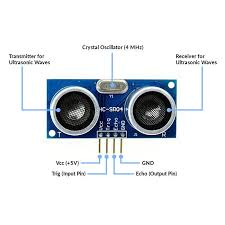 Crystal Oscillator (4 MHz)
Transmitter for
Ultrasonic Waves
Receiver for
Ultrasonic Waves
Y1
HC-SR04
T
R
Vcc
Trig
Echo
GND
Vcc (+5V)
GND
Trig (Input Pin)
Echo (Output Pin)